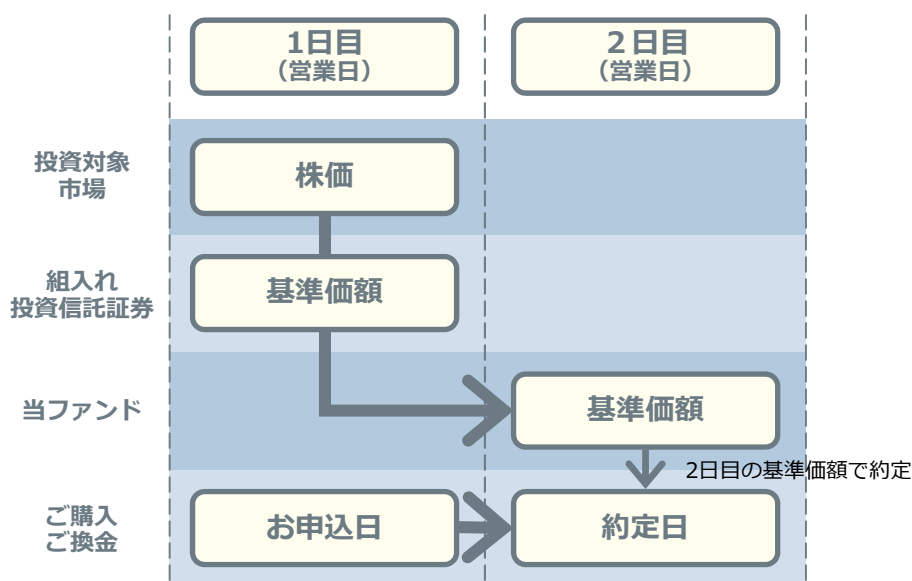 1日目
（営業日）
２日目
（営業日）
投資対象
市場
株価
組入れ
投資信託証券
基準価額
当ファンド
基準価額
2日目の基準価額で約定
ご購入
ご換金
お申込日
約定日